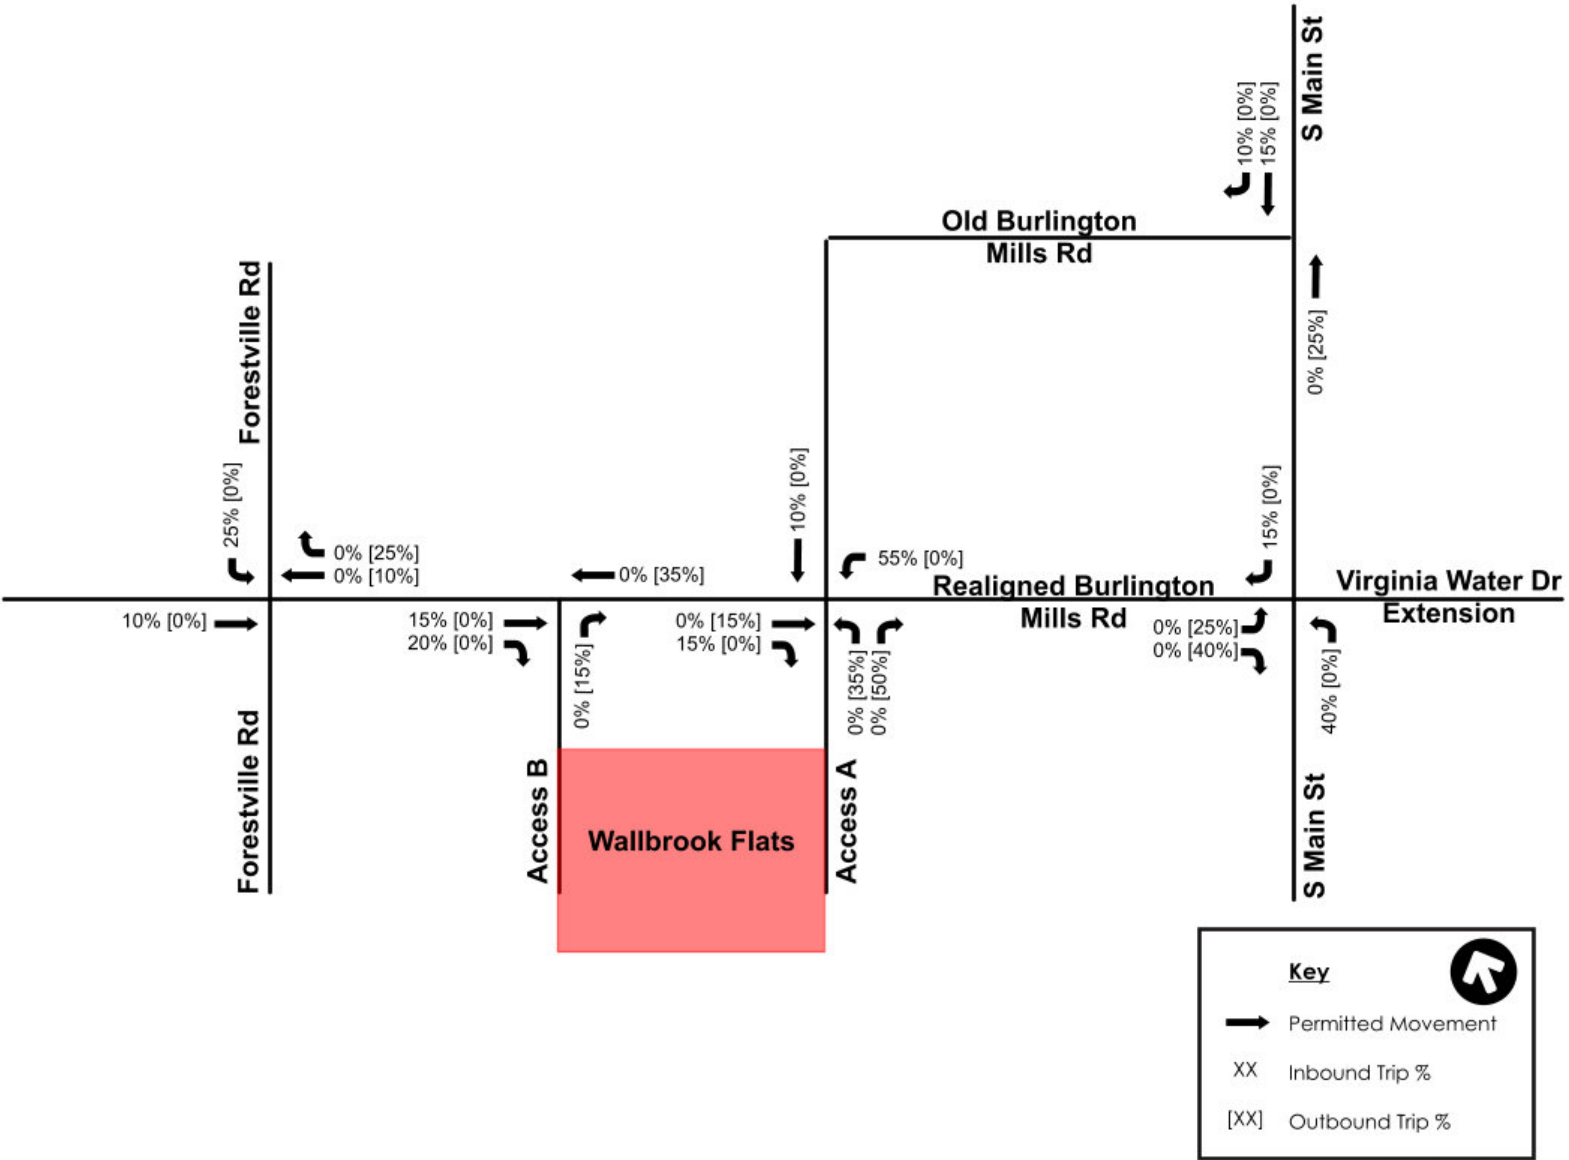 S Main St
10% [0%]
15% [0%]
Old Burlington
Mills Rd
0% [25%]
Forestville Rd
25% [0%]
0% [25%]
0% [10%]
10% [0%]
0% [35%]
10% [0%]
55% [0%]
Realigned Burlington
Mills Rd
15% [0%]
Virginia Water Dr
Extension
15% [0%]
20% [0%]
0% [15%]
0% [15%]
15% [0%]
0% [35%]
0% [50%]
0% [25%]
0% [40%]
40% [0%]
Forestville Rd
Access B
Wallbrook Flats
Access A
S Main St
Key
Permitted Movement
XX Inbound Trip %
[XX] Outbound Trip %